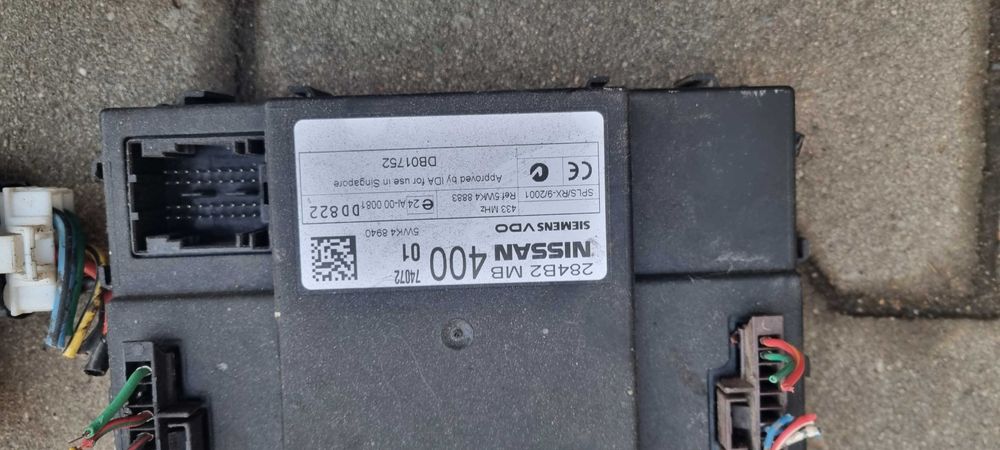 284B2 MB 400 74072
NISSAN 01
SIEMENS VDO 5WK4 8940
433 MHz Ref 5WK4 8883 e 24 AI-00 0081 DD822
SPLS/RX-9/2001
CE Approved by IDA for use in Singapore
DB01752